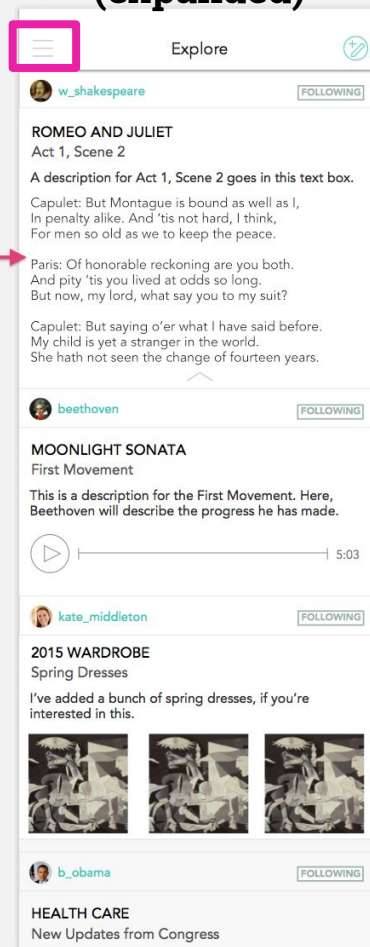 (expanded)
Explore
w_shakespeare
FOLLOWING
ROMEO AND JULIET
Act 1, Scene 2
A description for Act 1, Scene 2 goes in this text box.
Capulet: But Montague is bound as well as I,
In penalty alike. And ‘tis not hard, I think,
For men so old as we to keep the peace.
Paris: Of honorable reckoning are you both.
And pity ‘tis you lived at odds so long.
But now, my lord, what say you to my suit?
Capulet: But saying o’er what I have said before.
My child is yet a stranger in the world.
She hath not seen the change of fourteen years.
beethoven
FOLLOWING
MOONLIGHT SONATA
First Movement
This is a description for the First Movement. Here,
Beethoven will describe the progress he has made.
5:03
kate_middleton
FOLLOWING
2015 WARDROBE
Spring Dresses
I’ve added a bunch of spring dresses, if you’re
interested in this.
b_obama
FOLLOWING
HEALTH CARE
New Updates from Congress